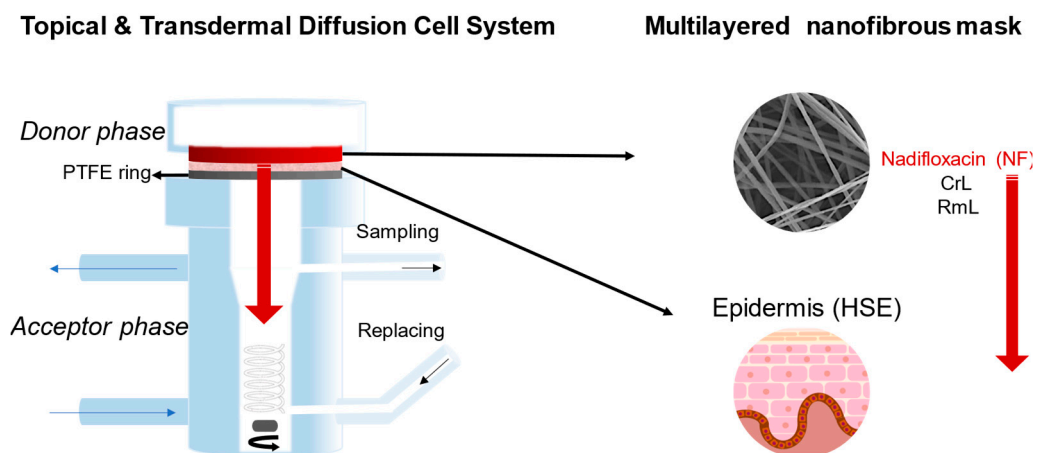 Topical & Transdermal Diffusion Cell System
Multilayered nanofibrous mask
Donor phase
PTFE ring
Nadifloxacin (NF)
CrL
RmL
Sampling
Epidermis (HSE)
Acceptor phase
Replacing